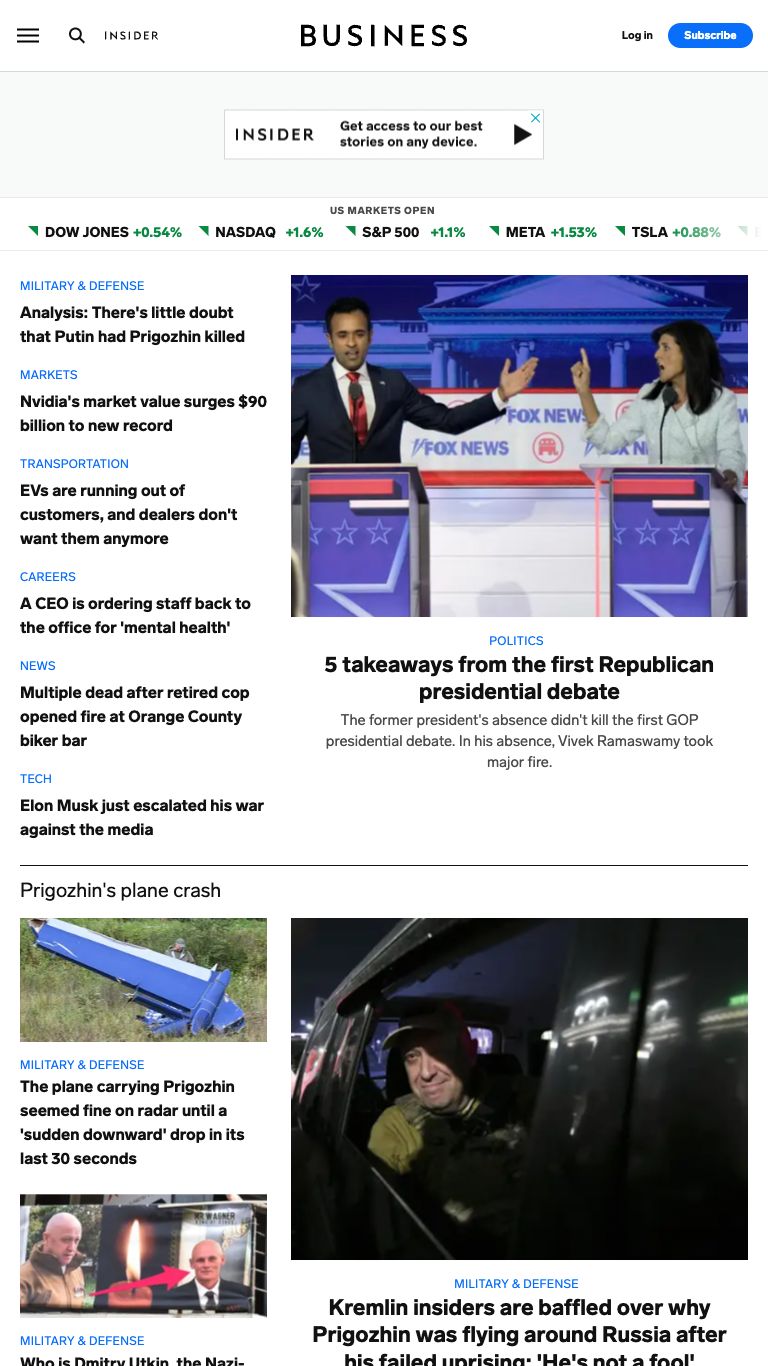 INSIDER
BUSINESS
Log in
Subscribe
INSIDER
Get access to our best
stories on any device.
US MARKETS OPEN
DOW JONES +0.54% NASDAQ +1.6% S&P 500 +1.1% META +1.53% TSLA +0.88%
MILITARY & DEFENSE
Analysis: There's little doubt
that Putin had Prigozhin killed
MARKETS
Nvidia's market value surges $90
billion to new record
TRANSPORTATION
EVs are running out of
customers, and dealers don't
want them anymore
CAREERS
A CEO is ordering staff back to
the office for 'mental health'
NEWS
Multiple dead after retired cop
opened fire at Orange County
biker bar
TECH
Elon Musk just escalated his war
against the media
FOX NEWS
FOX NEWS
POLITICS
5 takeaways from the first Republican
presidential debate
The former president's absence didn't kill the first GOP
presidential debate. In his absence, Vivek Ramaswamy took
major fire.
Prigozhin's plane crash
MILITARY & DEFENSE
The plane carrying Prigozhin
seemed fine on radar until a
'sudden downward' drop in its
last 30 seconds
MR.WAGNER
MILITARY & DEFENSE
Who is Dmitry Utkin, the Nazi-
MILITARY & DEFENSE
Kremlin insiders are baffled over why
Prigozhin was flying around Russia after
his failed uprising: 'He's not a fool'